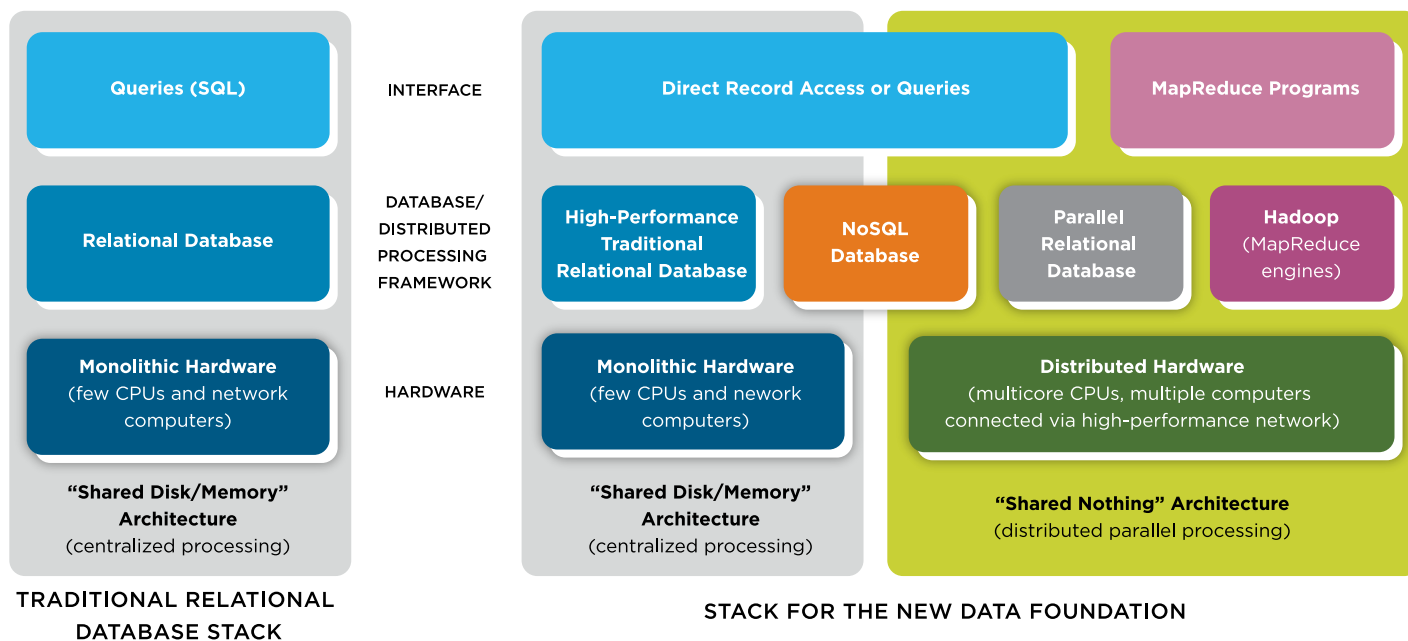 Queries (SQL)
INTERFACE
Direct Record Access or Queries
MapReduce Programs
Relational Database
DATABASE/
DISTRIBUTED
PROCESSING
FRAMEWORK
High-Performance
Traditional
Relational Database
NoSQL
Database
Parallel
Relational
Database
Hadoop
(MapReduce
engines)
Monolithic Hardware
(few CPUs and network
computers)
HARDWARE
Monolithic Hardware
(few CPUs and nework
computers)
Distributed Hardware
(multicore CPUs, multiple computers
connected via high-performance network)
“Shared Disk/Memory”
Architecture
(centralized processing)
“Shared Disk/Memory”
Architecture
(centralized processing)
“Shared Nothing” Architecture
(distributed parallel processing)
TRADITIONAL RELATIONAL
DATABASE STACK
STACK FOR THE NEW DATA FOUNDATION